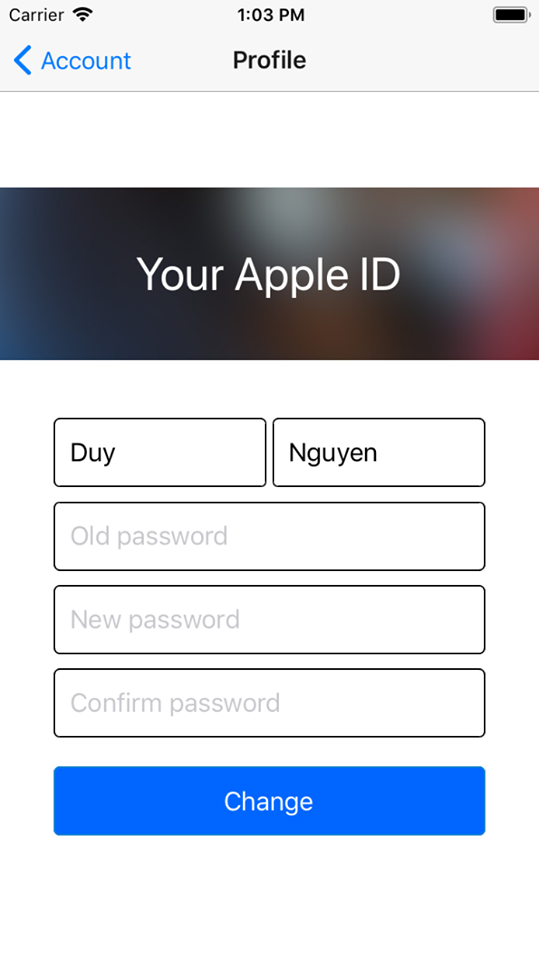 Carrier 1:03 PM
Account Profile
Your Apple ID
Duy Nguyen
Old password
New password
Confirm password
Change